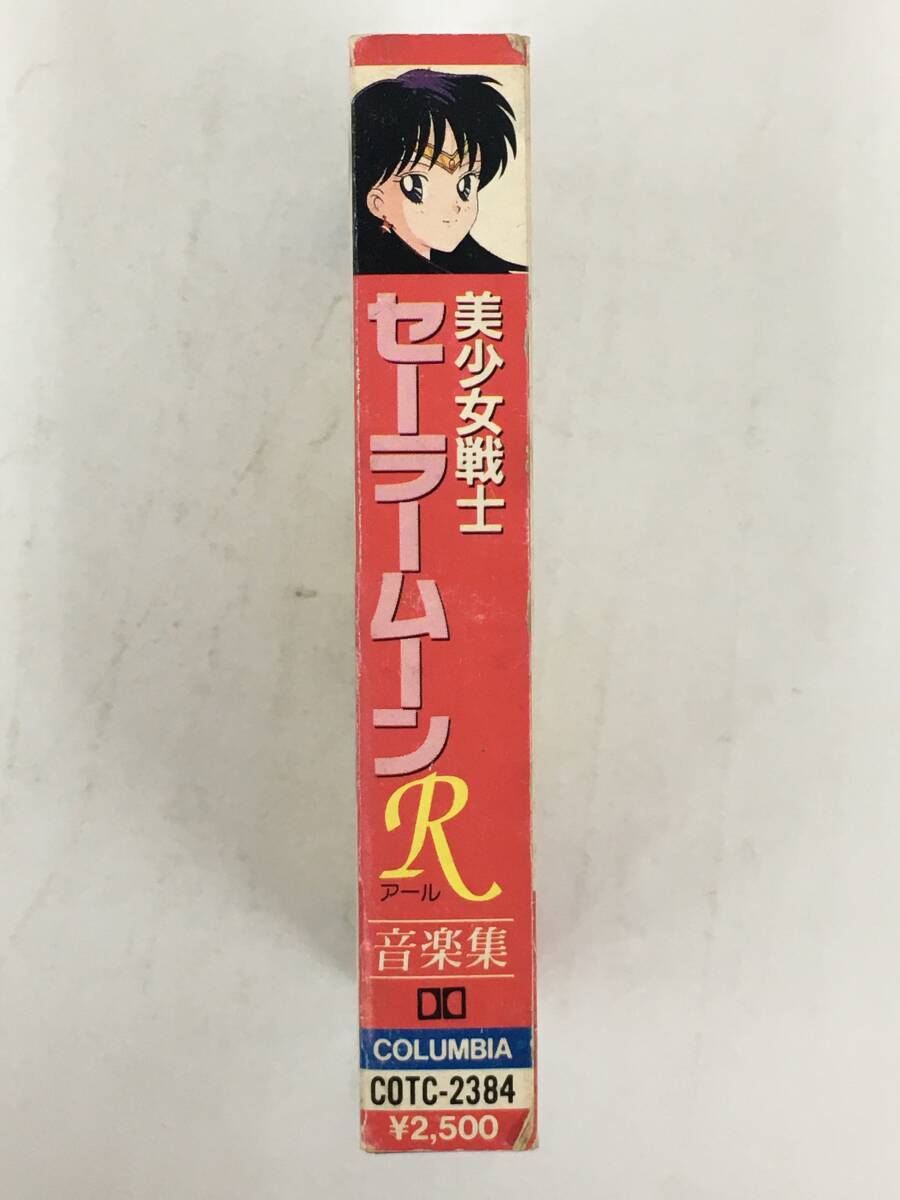 美少女戦士
セーラームーン
R
アール
音楽集
COLUMBIA
COTC-2384
¥2,500